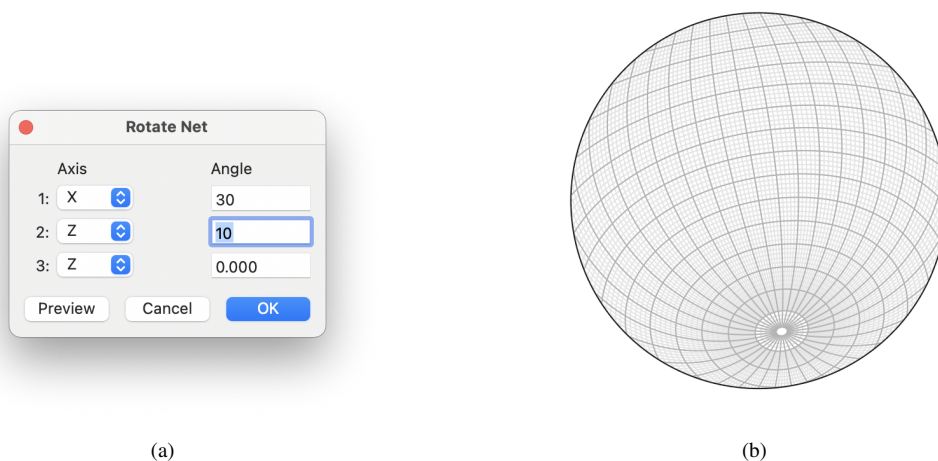 Rotate Net
Axis Angle
1: X 30
2: Z 10
3: Z 0.000
Preview Cancel OK
(a) (b)